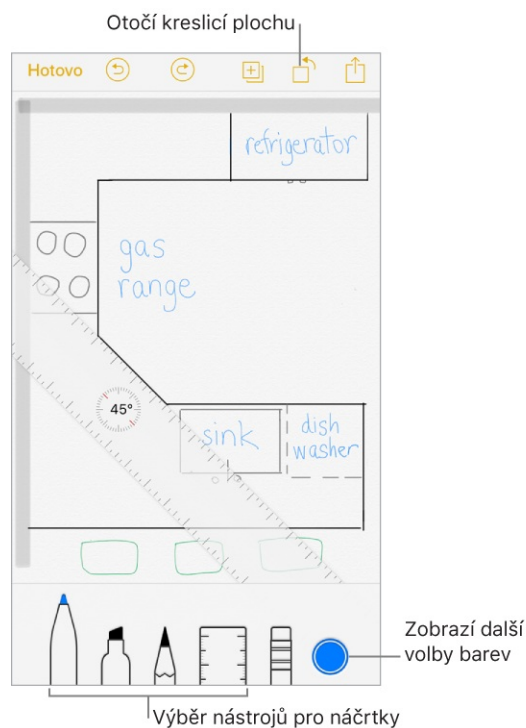 Otočí kreslicí plochu
Hotovo
refrigerator
gas
range
45°
sink
dish
washer
Zobrazí další
volby barev
Výběr nástrojů pro náčrtky